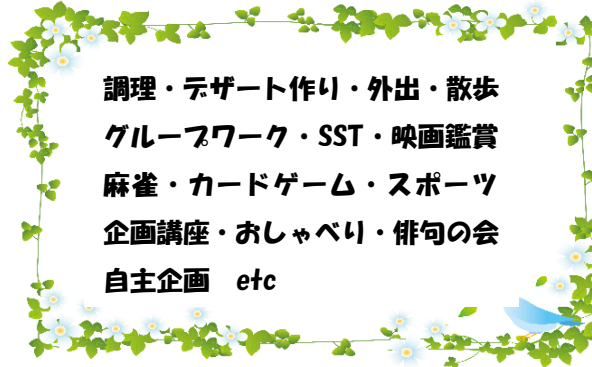 調理・デザート作り・外出・散歩
グループワーク・SST・映画鑑賞
麻雀・カードゲーム・スポーツ
企画講座・おしゃべり・俳句の会
自主企画　etc